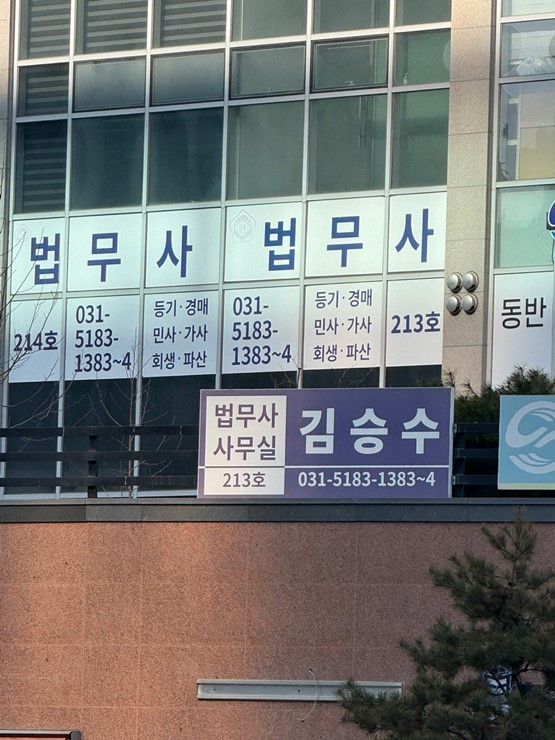 법무사 법무사
214호
031-
5183-
1383~4
등기·경매
민사·가사
회생·파산
031-
5183-
1383~4
등기·경매
민사·가사
회생·파산
213호
동반
법무사
사무실
213호
김승수
031-5183-1383~4